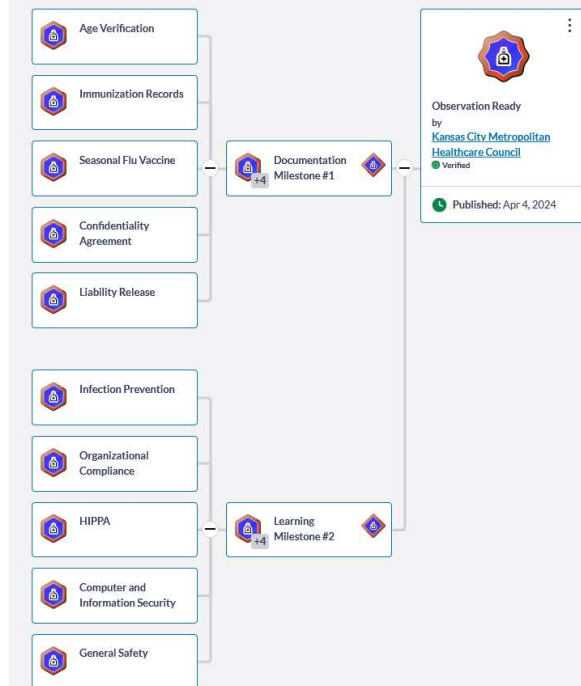 Age Verification
Immunization Records
Seasonal Flu Vaccine
Confidentiality
Agreement
Liability Release
+4
Documentation
Milestone #1
Infection Prevention
Organizational
Compliance
HIPPA
Computer and
Information Security
General Safety
+4
Learning
Milestone #2
Observation Ready
by
Kansas City Metropolitan
Healthcare Council
Verified
Published: Apr 4, 2024